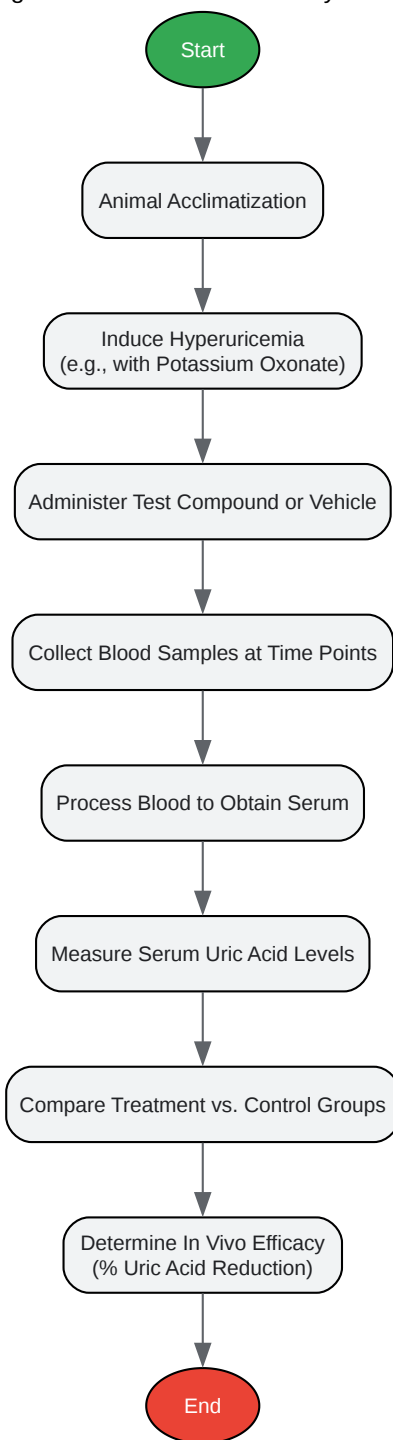 Start
Animal Acclimatization
Induce Hyperuricemia
(e.g., with Potassium Oxonate)
Administer Test Compound or Vehicle
Collect Blood Samples at Time Points
Process Blood to Obtain Serum
Measure Serum Uric Acid Levels
Compare Treatment vs. Control Groups
Determine In Vivo Efficacy
(% Uric Acid Reduction)
End